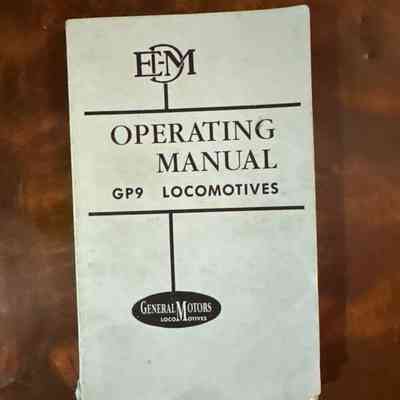 EMD
OPERATING
MANUAL
GP9 LOCOMOTIVES
GENERAL MOTORS
LOCOMOTIVES